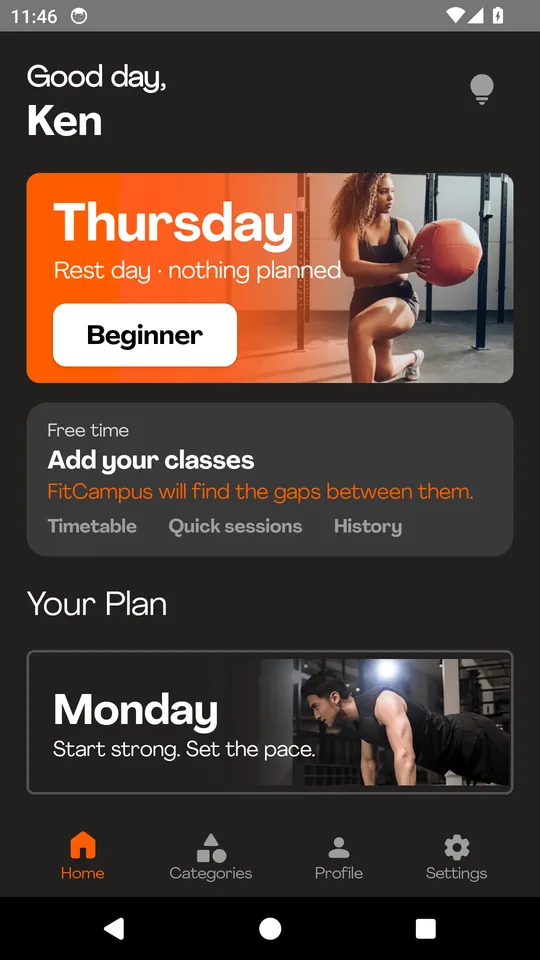 11:46
Good day,
Ken
Thursday
Rest day · nothing planned
Beginner
Free time
Add your classes
FitCampus will find the gaps between them.
Timetable Quick sessions History
Your Plan
Monday
Start strong. Set the pace.
Home Categories Profile Settings